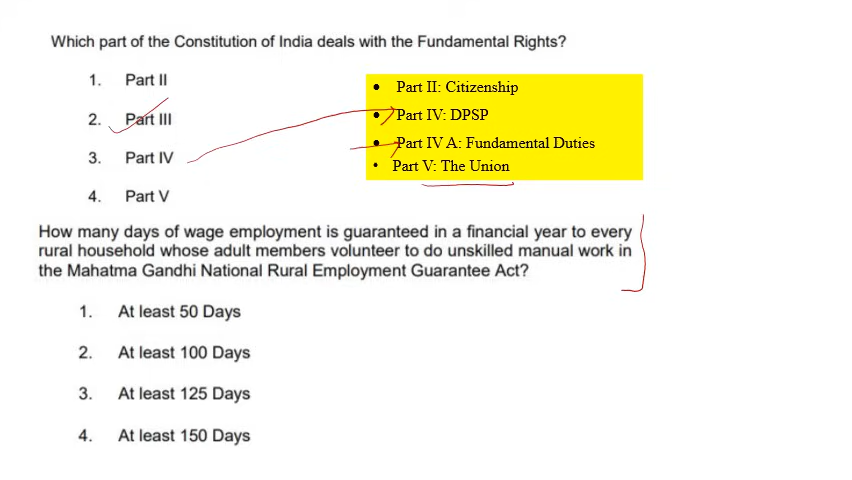 Which part of the Constitution of India deals with the Fundamental Rights?
1. Part II
2. Part III
3. Part IV
4. Part V
• Part II: Citizenship
• Part IV: DPSP
• Part IV A: Fundamental Duties
• Part V: The Union
How many days of wage employment is guaranteed in a financial year to every
rural household whose adult members volunteer to do unskilled manual work in
the Mahatma Gandhi National Rural Employment Guarantee Act?
1. At least 50 Days
2. At least 100 Days
3. At least 125 Days
4. At least 150 Days